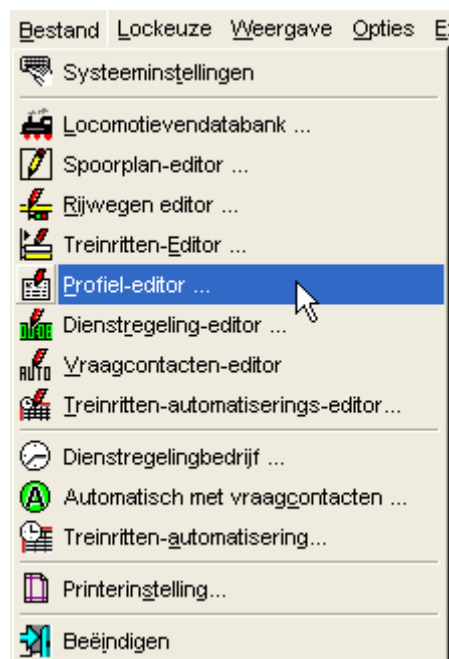 Bestand Lockeuze Weergave Opties E
Systeeminstellingen
Locomotievendatabank ...
Spoorplan-editor ...
Rijwegen editor ...
Treinritten-Editor ...
Profiel-editor ...
Dienstregeling-editor ...
AUTO Vraagcontacten-editor
Treinritten-automatiserings-editor...
Dienstregelingbedrijf ...
A Automatisch met vraagcontacten ...
Treinritten-automatisering...
Printerinstelling...
Beëindigen